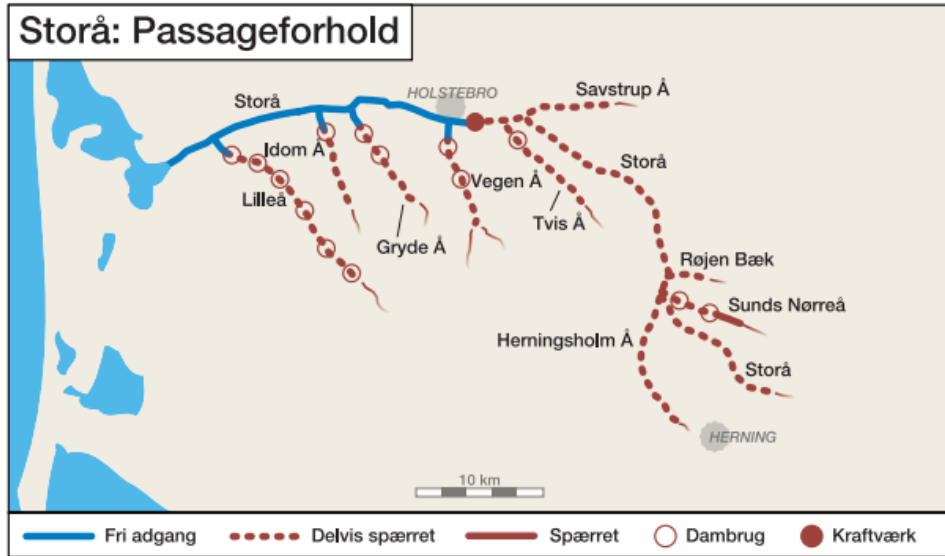 Storå: Passageforhold
HOLSTEBRO
Savstrup Å
Storå
Idom Å
Storå
Vegen Å
Lilleå
Tvis Å
Gryde Å
Røjen Bæk
Sunds Nørreå
Herningsholm Å
Storå
HERNING
10 km
Fri adgang
Delvis spærret
Spærret
Dambrug
Kraftværk